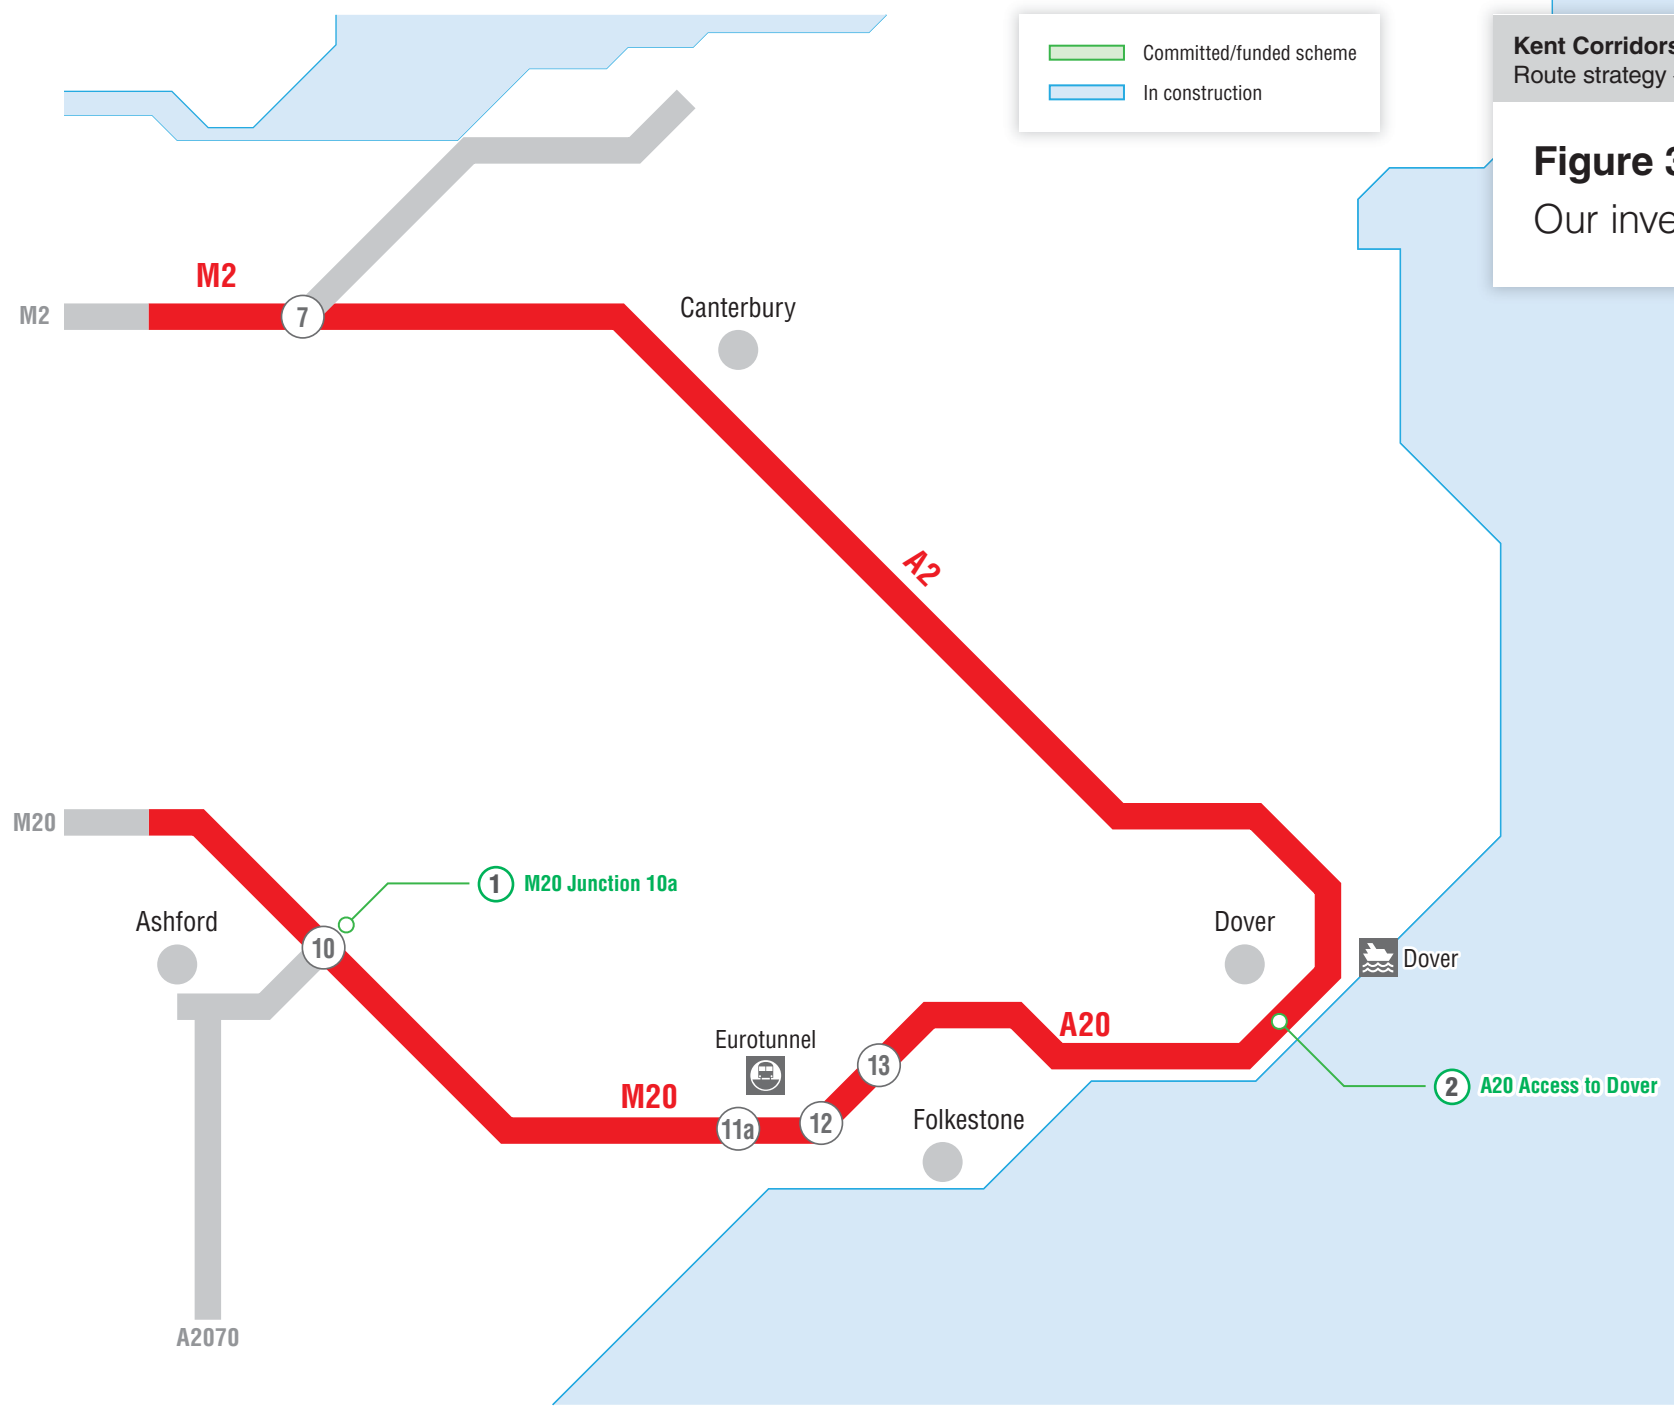 Committed/funded scheme
In construction
Kent Corridors
Route strategy
Figure 3
Our inve
M2
M2
7
Canterbury
A2
M20
1 M20 Junction 10a
Ashford
10
Dover
Dover
Eurotunnel
13
A20
M20
11a
12
Folkestone
2 A20 Access to Dover
A2070